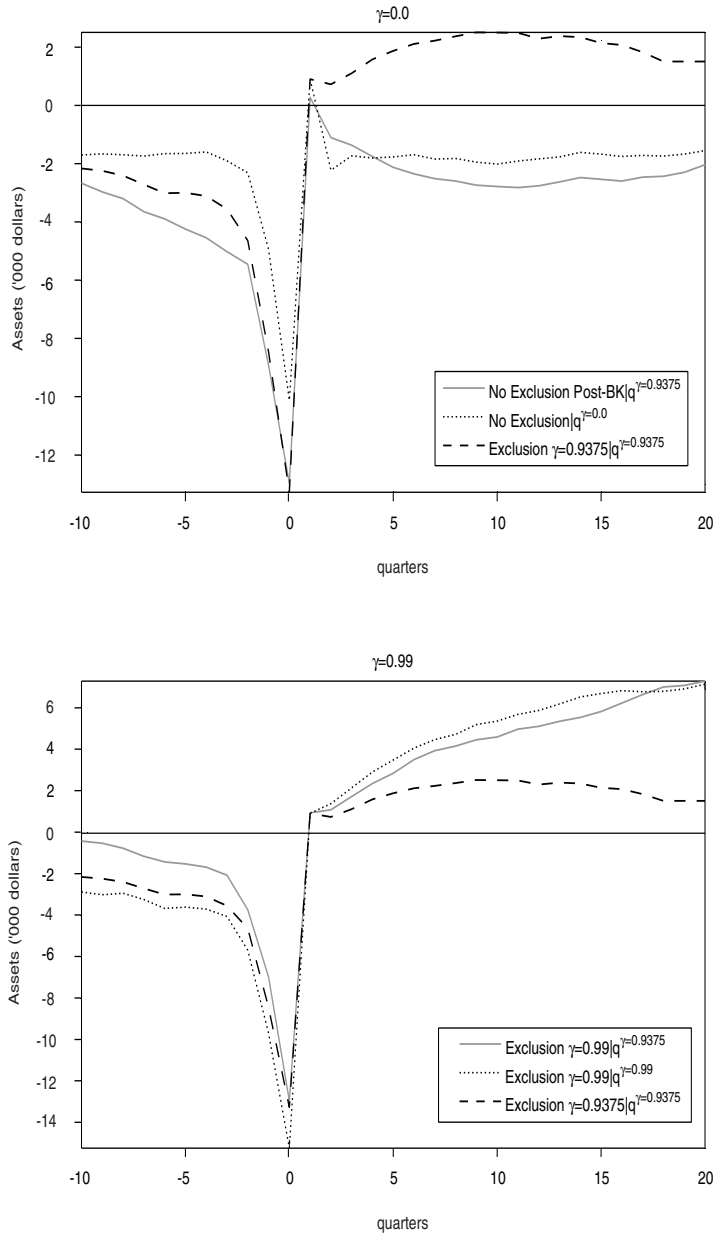 γ=0.0
Assets ('000 dollars)
2
0
-2
-4
-6
-8
-10
-12
No Exclusion Post-BK|q^γ=0.9375
No Exclusion|q^γ=0.0
Exclusion γ=0.9375|q^γ=0.9375
-10 -5 0 5 10 15 20
quarters
γ=0.99
Assets ('000 dollars)
6
4
2
0
-2
-4
-6
-8
-10
-12
-14
Exclusion γ=0.99|q^γ=0.9375
Exclusion γ=0.99|q^γ=0.99
Exclusion γ=0.9375|q^γ=0.9375
-10 -5 0 5 10 15 20
quarters